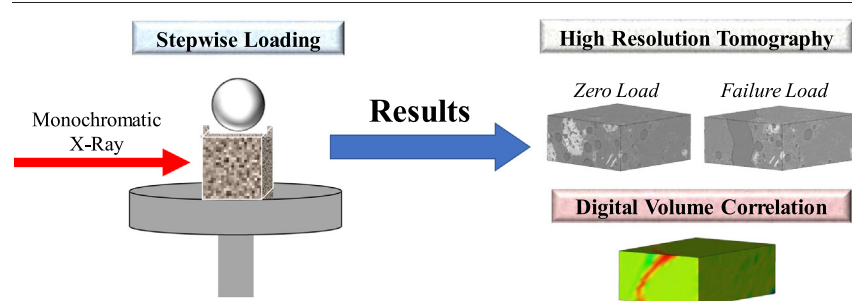 Stepwise Loading
Monochromatic
X-Ray
Results
High Resolution Tomography
Zero Load
Failure Load
Digital Volume Correlation